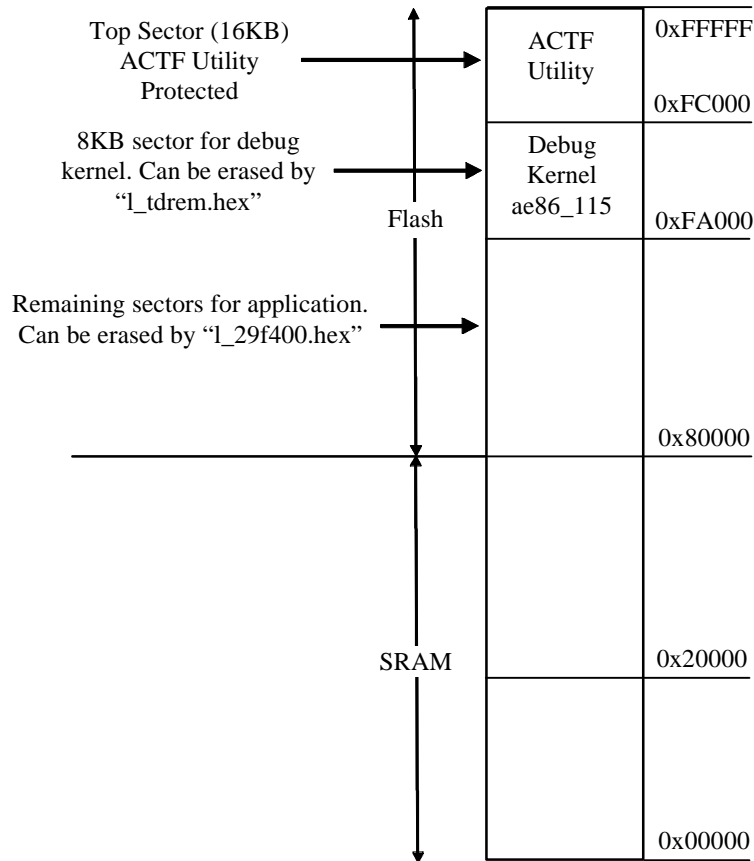 Top Sector (16KB)
ACTF Utility
Protected
ACTF
Utility
0xFFFFF
0xFC000
8KB sector for debug
kernel. Can be erased by
“l_tdrem.hex”
Debug
Kernel
ae86_115
0xFA000
Flash
Remaining sectors for application.
Can be erased by “l_29f400.hex”
0x80000
SRAM
0x20000
0x00000